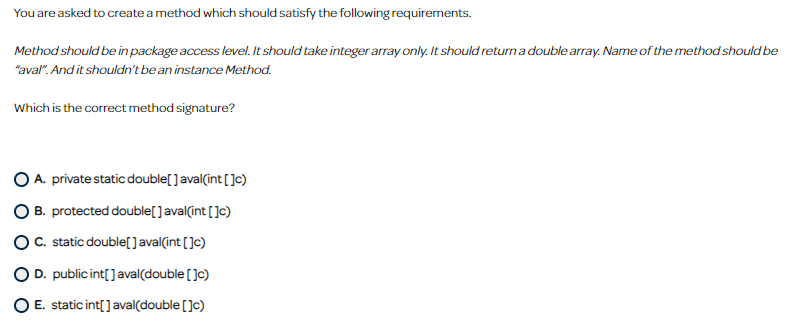 You are asked to create a method which should satisfy the following requirements.
Method should be in package access level. It should take integer array only. It should return a double array. Name of the method should be
"aval". And it shouldn't be an instance Method.
Which is the correct method signature?
A. private static double[] aval(int []c)
B. protected double[] aval(int []c)
C. static double[] aval(int []c)
D. public int[] aval(double []c)
E. static int[] aval(double []c)